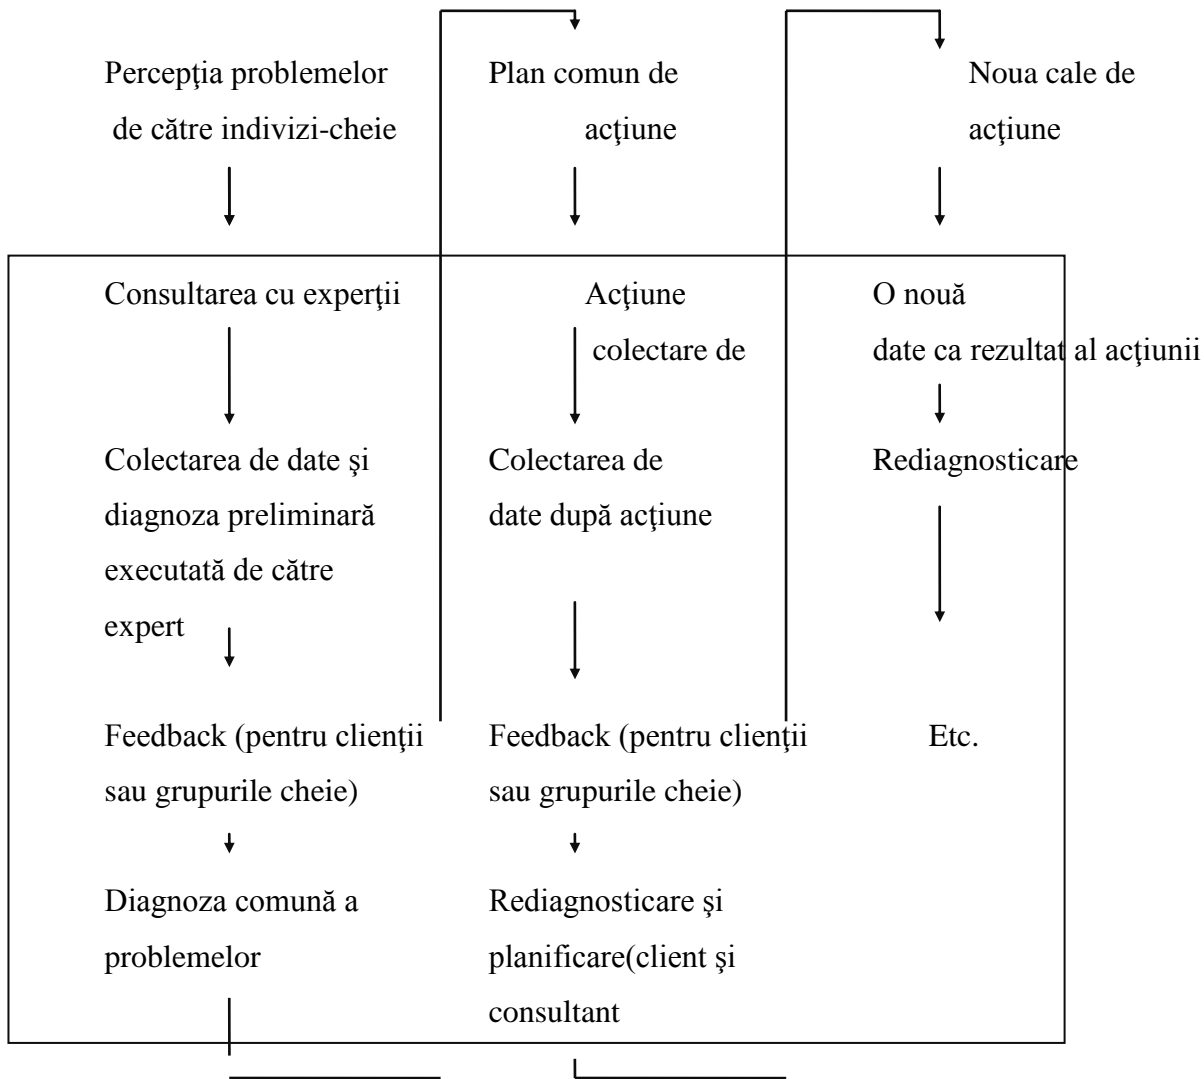 Percepţia problemelor
de către indivizi-cheie
Consultarea cu experţii
Colectarea de date şi
diagnoza preliminară
executată de către
expert
Feedback (pentru clienţii
sau grupurile cheie)
Diagnoza comună a
problemelor
Plan comun de
acţiune
Acţiune
colectare de
Colectarea de
date după acţiune
Feedback (pentru clienţii
sau grupurile cheie)
Rediagnosticare şi
planificare(client şi
consultant
Noua cale de
acţiune
O nouă
date ca rezultat al acţiunii
Rediagnosticare
Etc.